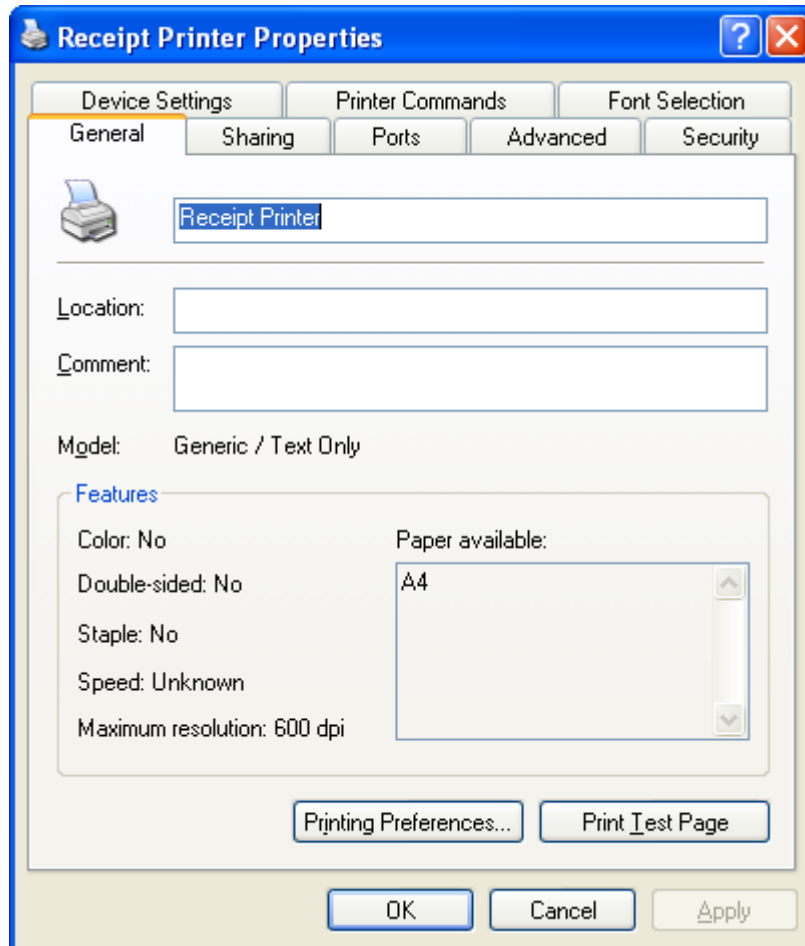 Receipt Printer Properties
Device Settings Printer Commands Font Selection
General Sharing Ports Advanced Security
Receipt Printer
Location:
Comment:
Model: Generic / Text Only
Features
Color: No Paper available:
Double-sided: No A4
Staple: No
Speed: Unknown
Maximum resolution: 600 dpi
Printing Preferences... Print Test Page
OK Cancel Apply